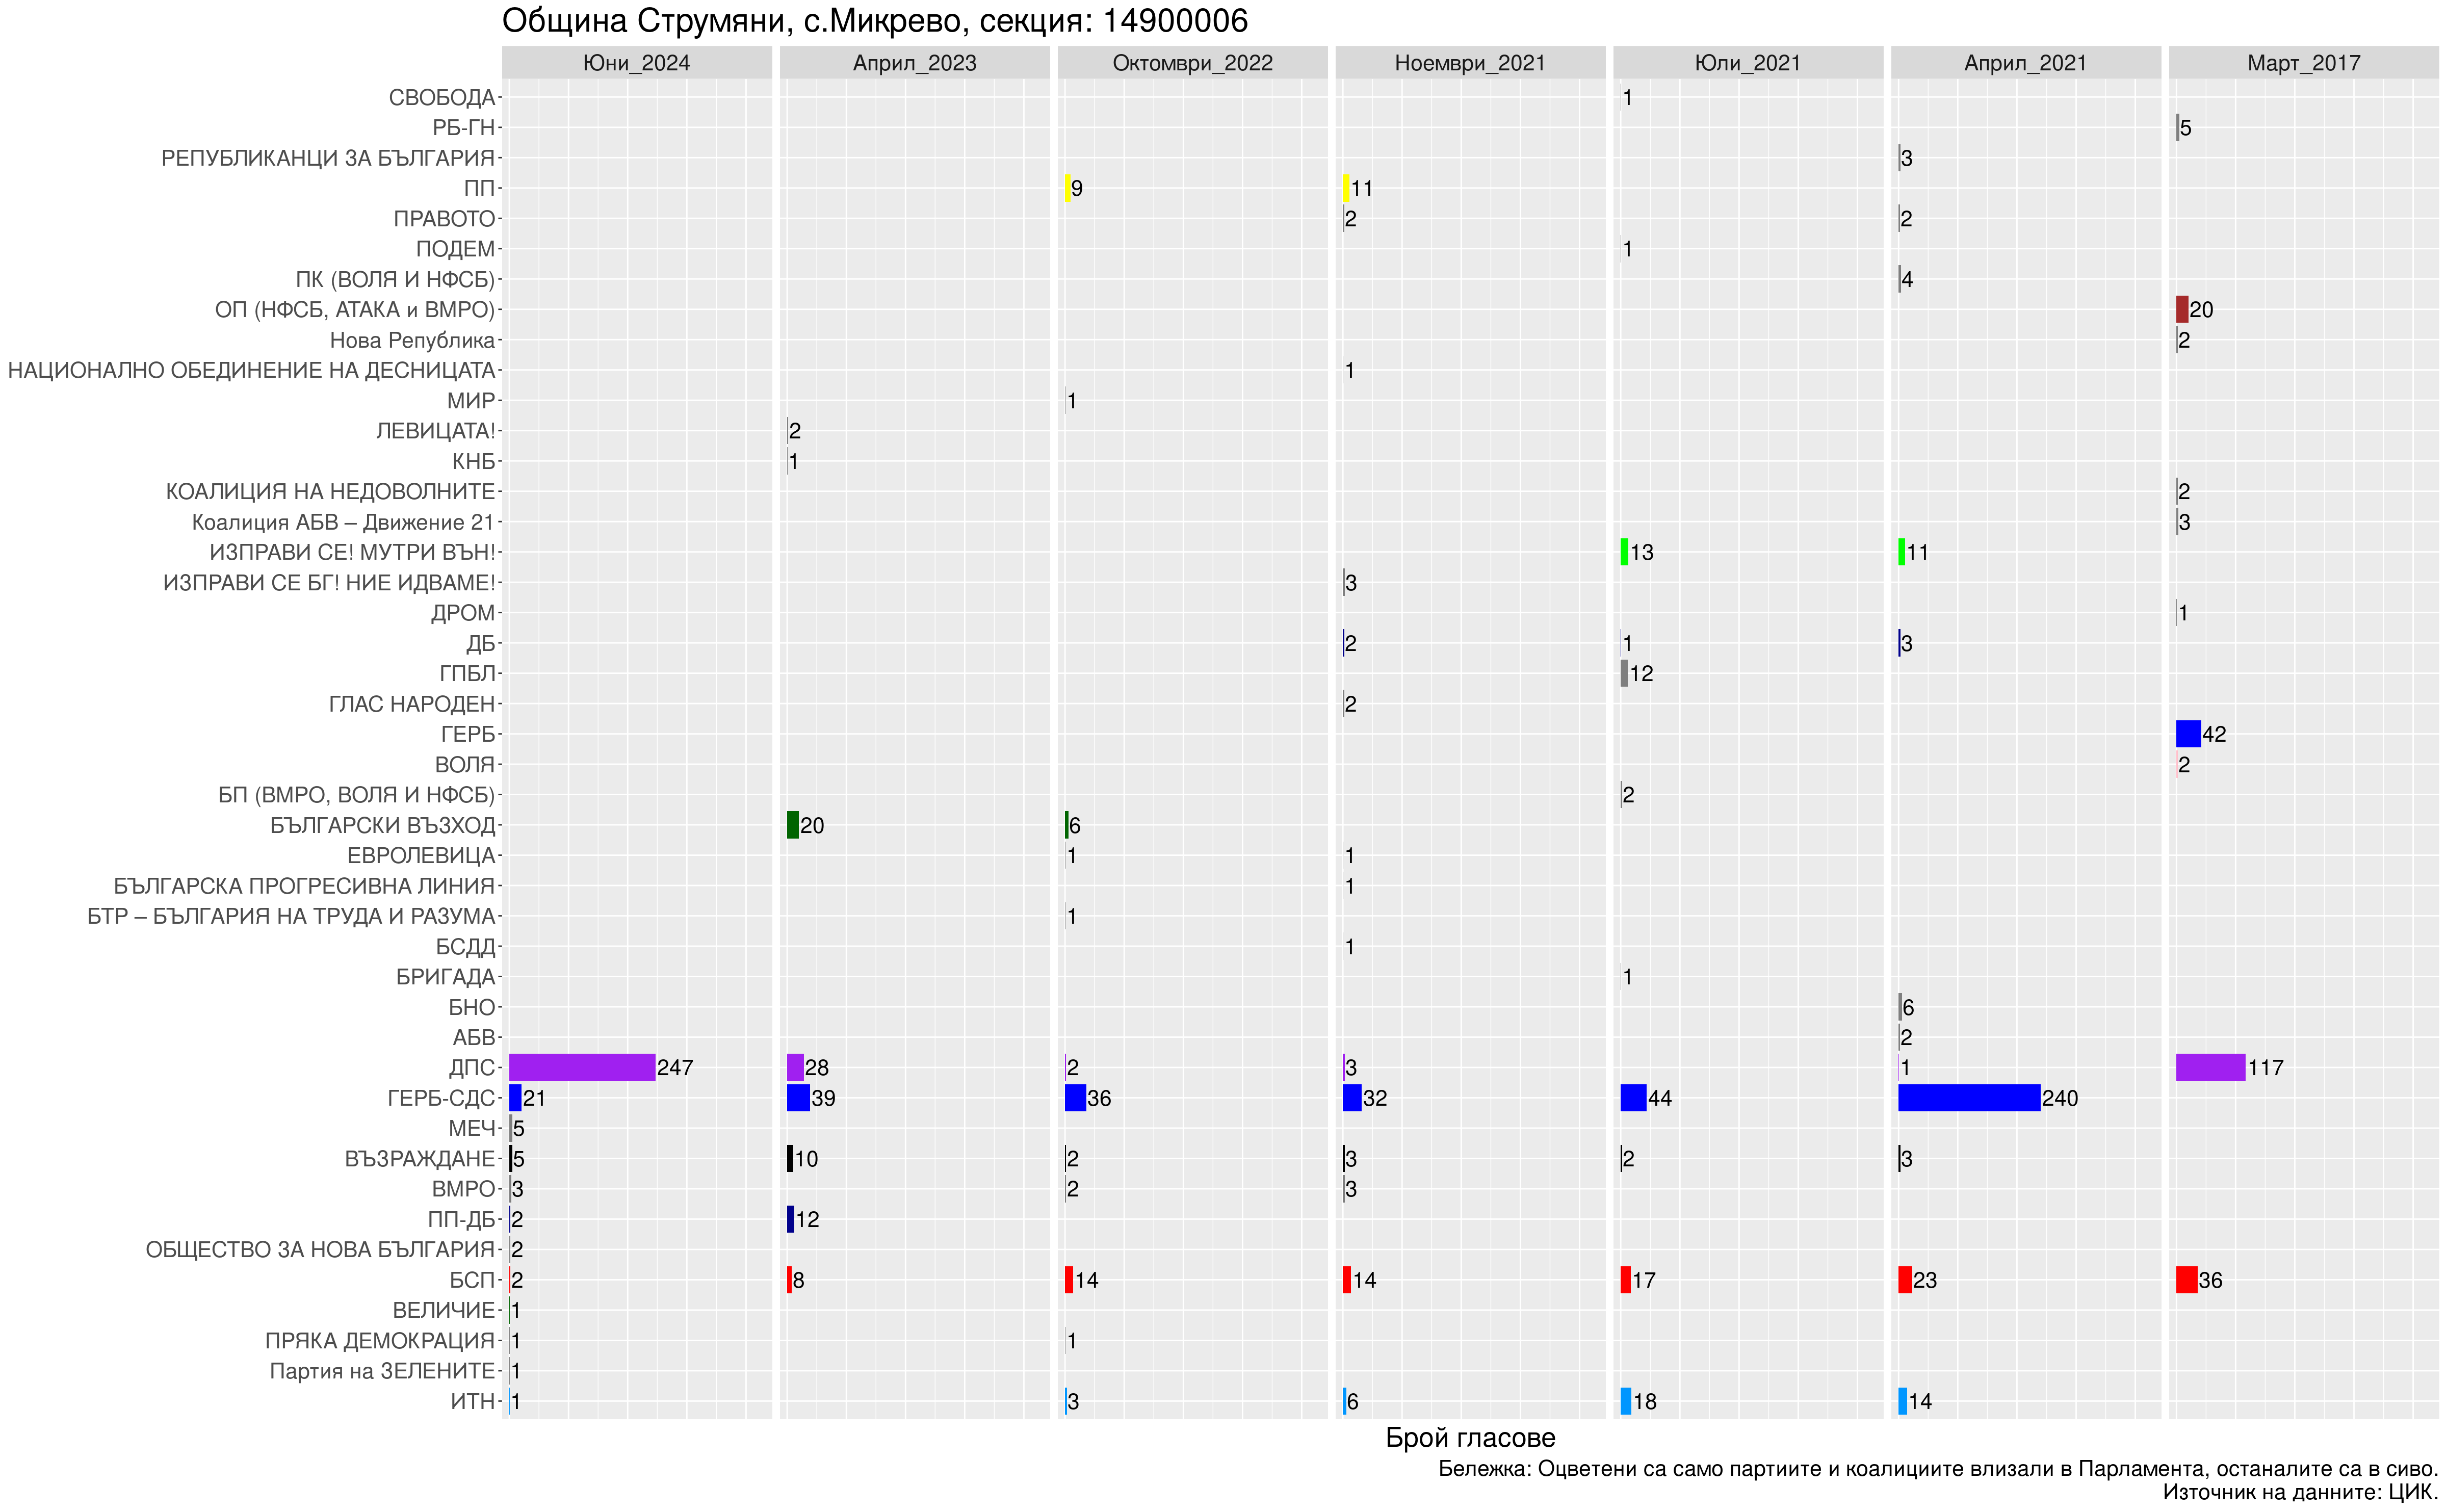 Община Струмяни, с.Микрево, секция: 14900006
Юни_2024 Април_2023 Октомври_2022 Ноември_2021 Юли_2021 Април_2021 Март_2017
СВОБОДА 1
РБ-ГН 5
РЕПУБЛИКАНЦИ ЗА БЪЛГАРИЯ 3
ПП 9 11
ПРАВОТО 2 2
ПОДЕМ 1
ПК (ВОЛЯ И НФСБ) 4
ОП (НФСБ, АТАКА и ВМРО) 20
Нова Република 2
НАЦИОНАЛНО ОБЕДИНЕНИЕ НА ДЕСНИЦАТА 1
МИР 1
ЛЕВИЦАТА! 2
КНБ 1
КОАЛИЦИЯ НА НЕДОВОЛНИТЕ 2
Коалиция АБВ – Движение 21 3
ИЗПРАВИ СЕ! МУТРИ ВЪН! 13 11
ИЗПРАВИ СЕ БГ! НИЕ ИДВАМЕ! 3
ДРОМ 1
ДБ 2 1 3
ГПБЛ 12
ГЛАС НАРОДЕН 2
ГЕРБ 42
ВОЛЯ 2
БП (ВМРО, ВОЛЯ И НФСБ) 2
БЪЛГАРСКИ ВЪЗХОД 20 6
ЕВРОЛЕВИЦА 1 1
БЪЛГАРСКА ПРОГРЕСИВНА ЛИНИЯ 1
БТР – БЪЛГАРИЯ НА ТРУДА И РАЗУМА 1
БСДД 1
БРИГАДА 1
БНО 6
АБВ 2
ДПС 247 28 2 3 1 117
ГЕРБ-СДС 21 39 36 32 44 240
МЕЧ 5
ВЪЗРАЖДАНЕ 5 10 2 3 2 3
ВМРО 3 2 3
ПП-ДБ 2 12
ОБЩЕСТВО ЗА НОВА БЪЛГАРИЯ 2
БСП 2 8 14 14 17 23 36
ВЕЛИЧИЕ 1
ПРЯКА ДЕМОКРАЦИЯ 1 1
Партия на ЗЕЛЕНИТЕ 1
ИТН 1 3 6 18 14
Брой гласове
Бележка: Оцветени са само партиите и коалициите влизали в Парламента, останалите са в сиво.
Източник на данните: ЦИК.